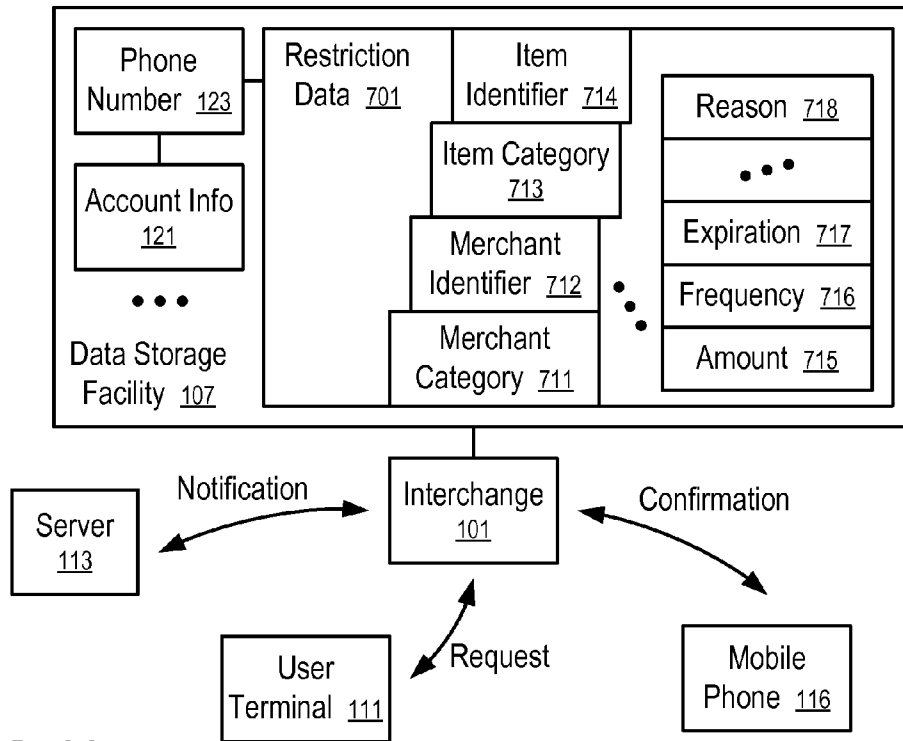 Phone
Number 123
Account Info
121
Data Storage
Facility 107
Restriction
Data 701
Item
Identifier 714
Item Category
713
Merchant
Identifier 712
Merchant
Category 711
Reason 718
Expiration 717
Frequency 716
Amount 715
Interchange
101
Notification
Confirmation
Server
113
Request
User
Terminal 111
Mobile
Phone 116